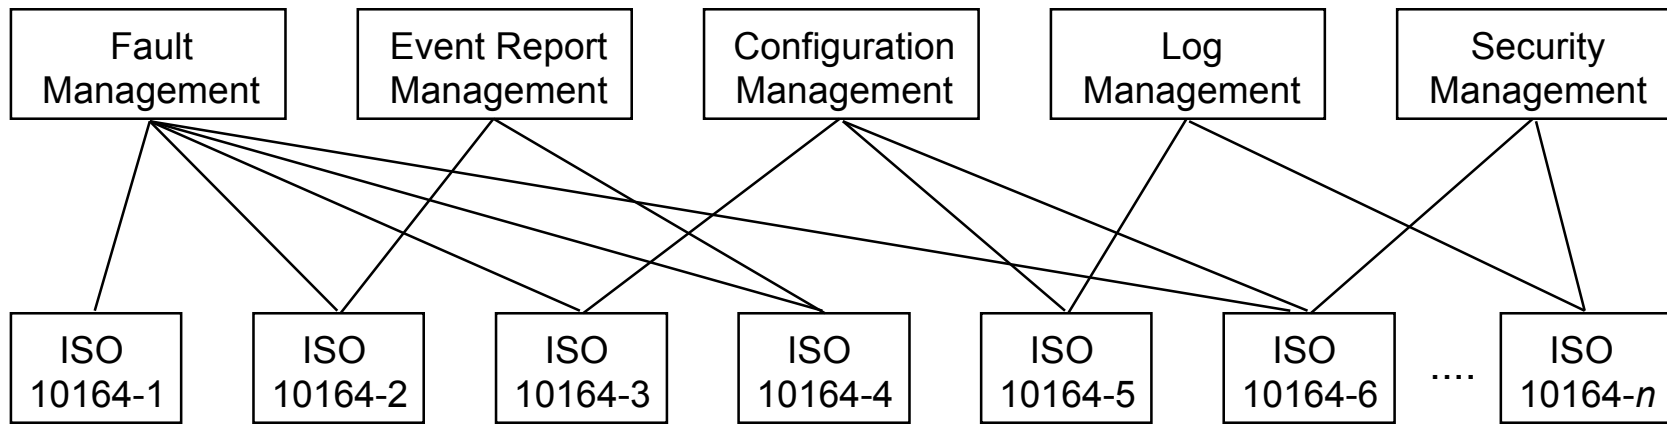 Fault
Management
Event Report
Management
Configuration
Management
Log
Management
Security
Management
ISO
10164-1
ISO
10164-2
ISO
10164-3
ISO
10164-4
ISO
10164-5
ISO
10164-6
....
ISO
10164-n